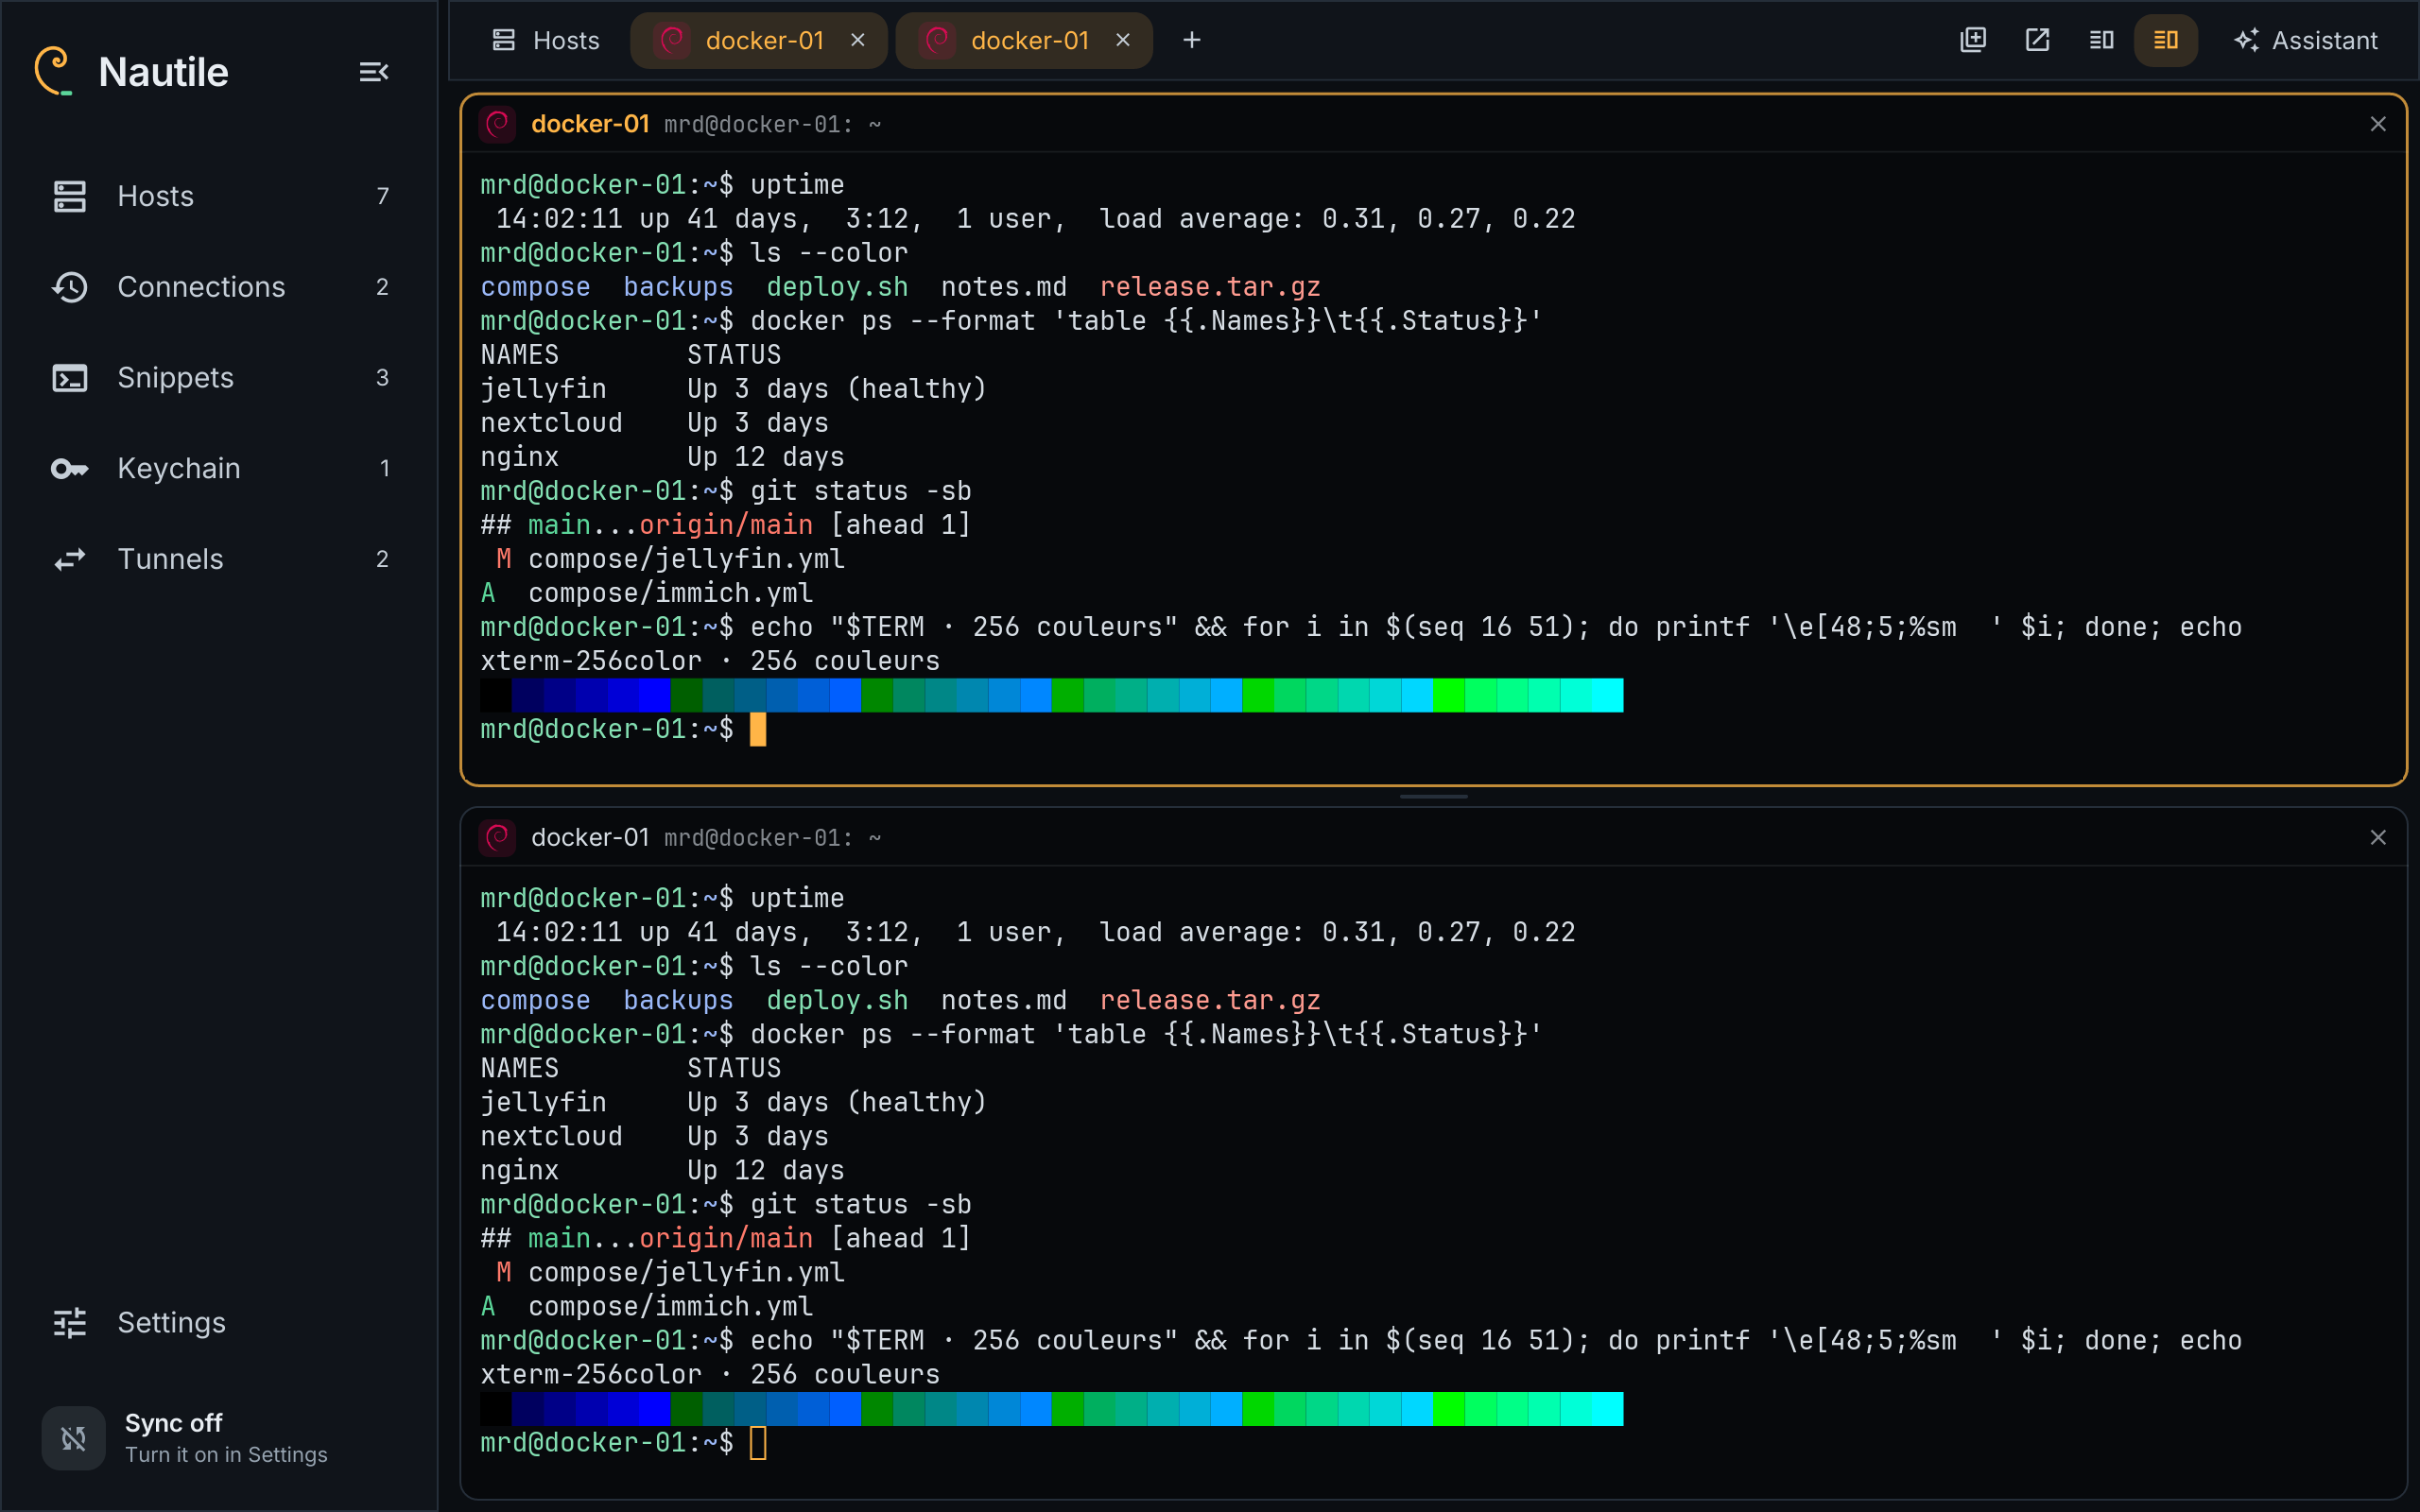 Nautile
Hosts 7
Connections 2
Snippets 3
Keychain 1
Tunnels 2
Settings
Sync off
Turn it on in Settings
Hosts docker-01 docker-01 Assistant
docker-01 mrd@docker-01: ~
mrd@docker-01:~$ uptime
 14:02:11 up 41 days,  3:12,  1 user,  load average: 0.31, 0.27, 0.22
mrd@docker-01:~$ ls --color
compose  backups  deploy.sh  notes.md  release.tar.gz
mrd@docker-01:~$ docker ps --format 'table {{.Names}}\t{{.Status}}'
NAMES        STATUS
jellyfin     Up 3 days (healthy)
nextcloud    Up 3 days
nginx        Up 12 days
mrd@docker-01:~$ git status -sb
## main...origin/main [ahead 1]
 M compose/jellyfin.yml
A  compose/immich.yml
mrd@docker-01:~$ echo "$TERM · 256 couleurs" && for i in $(seq 16 51); do printf '\e[48;5;%sm  ' $i; done; echo
xterm-256color · 256 couleurs
mrd@docker-01:~$
docker-01 mrd@docker-01: ~
mrd@docker-01:~$ uptime
 14:02:11 up 41 days,  3:12,  1 user,  load average: 0.31, 0.27, 0.22
mrd@docker-01:~$ ls --color
compose  backups  deploy.sh  notes.md  release.tar.gz
mrd@docker-01:~$ docker ps --format 'table {{.Names}}\t{{.Status}}'
NAMES        STATUS
jellyfin     Up 3 days (healthy)
nextcloud    Up 3 days
nginx        Up 12 days
mrd@docker-01:~$ git status -sb
## main...origin/main [ahead 1]
 M compose/jellyfin.yml
A  compose/immich.yml
mrd@docker-01:~$ echo "$TERM · 256 couleurs" && for i in $(seq 16 51); do printf '\e[48;5;%sm  ' $i; done; echo
xterm-256color · 256 couleurs
mrd@docker-01:~$